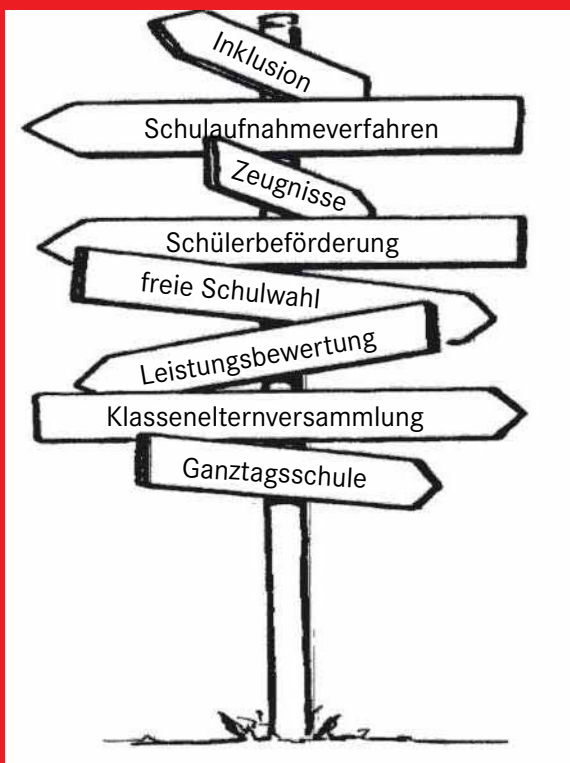 Inklusion
Schulaufnahmeverfahren
Zeugnisse
Schülerbeförderung
freie Schulwahl
Leistungsbewertung
Klassenelternversammlung
Ganztagsschule